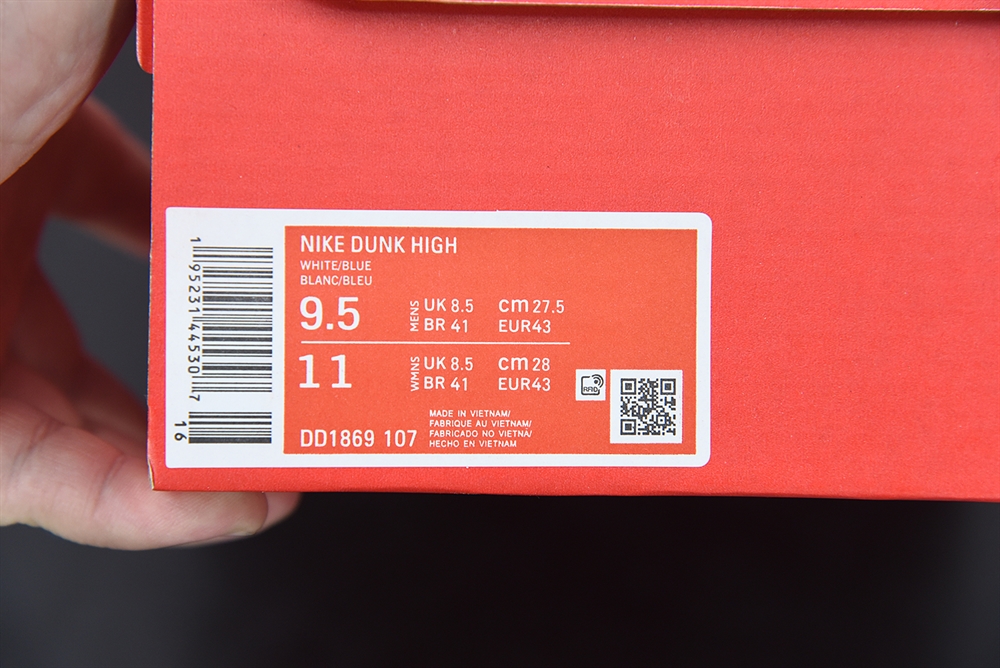 NIKE DUNK HIGH
WHITE/BLUE
BLANC/BLEU
9.5 MENS UK 8.5 cm 27.5
BR 41 EUR43
11 WMNS UK 8.5 cm 28
BR 41 EUR43
DD1869 107
MADE IN VIETNAM/
FABRIQUE AU VIETNAM/
FABRICADO NO VIETNÃ/
HECHO EN VIETNAM
RFID
1 95231 44530 7
16